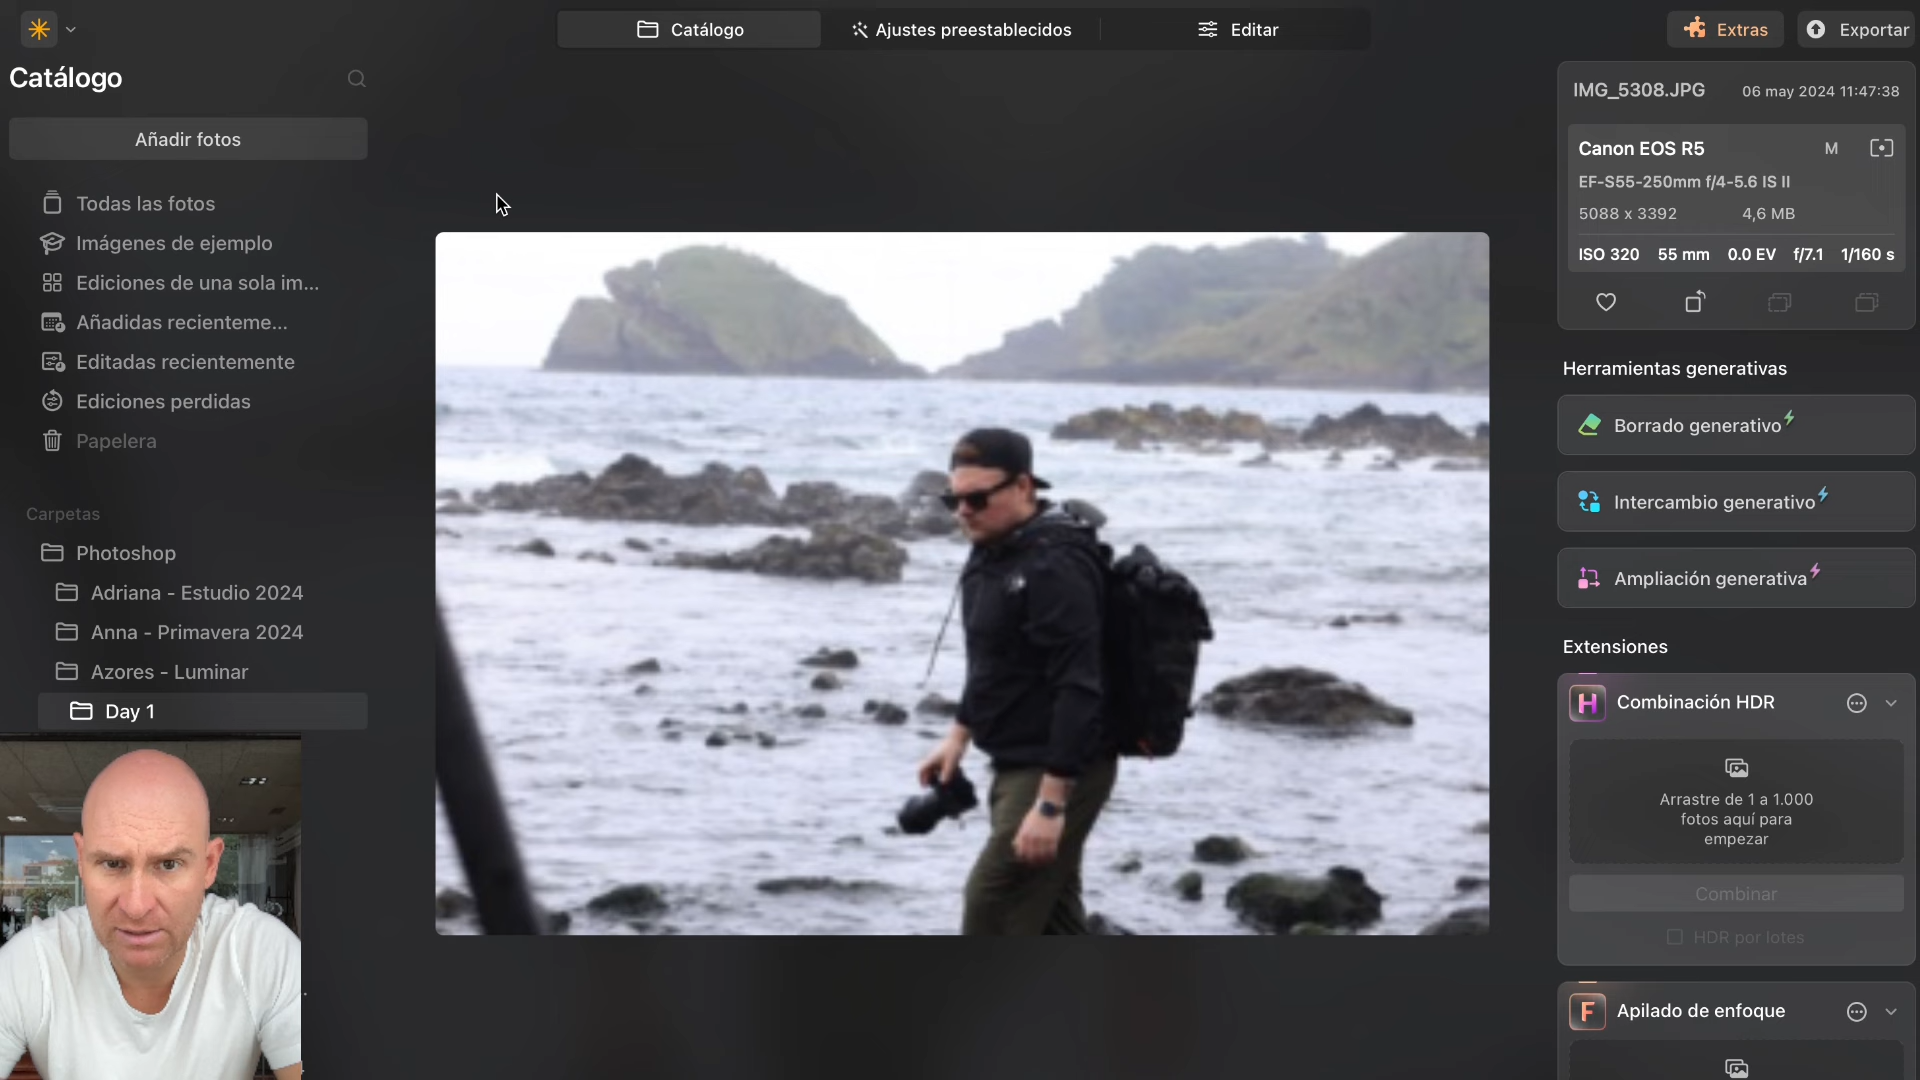 Catálogo
Ajustes preestablecidos
Editar
Extras
Exportar
Catálogo
Añadir fotos
Todas las fotos
Imágenes de ejemplo
Ediciones de una sola im...
Añadidas recienteme...
Editadas recientemente
Ediciones perdidas
Papelera
Carpetas
Photoshop
Adriana - Estudio 2024
Anna - Primavera 2024
Azores - Luminar
Day 1
IMG_5308.JPG 06 may 2024 11:47:38
Canon EOS R5 M
EF-S55-250mm f/4-5.6 IS II
5088 x 3392 4,6 MB
ISO 320 55 mm 0.0 EV f/7.1 1/160 s
Herramientas generativas
Borrado generativo
Intercambio generativo
Ampliación generativa
Extensiones
H Combinación HDR
Arrastre de 1 a 1.000
fotos aquí para
empezar
Combinar
HDR por lotes
F Apilado de enfoque